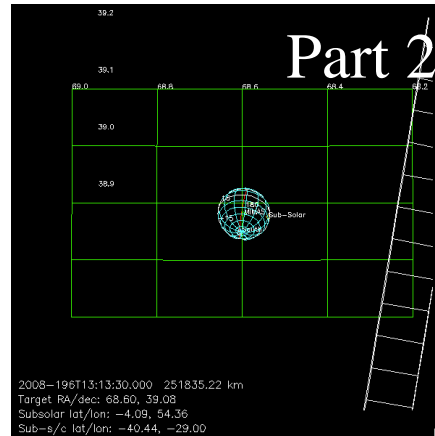 39.2
Part 2
39.1
69.0 68.8 68.6 68.4 68.2
39.0
38.9
Sub-Solar
2008-196T13:13:30.000 251835.22 km
Target RA/dec: 68.60, 39.08
Subsolar lat/lon: -4.09, 54.36
Sub-s/c lat/lon: -40.44, -29.00